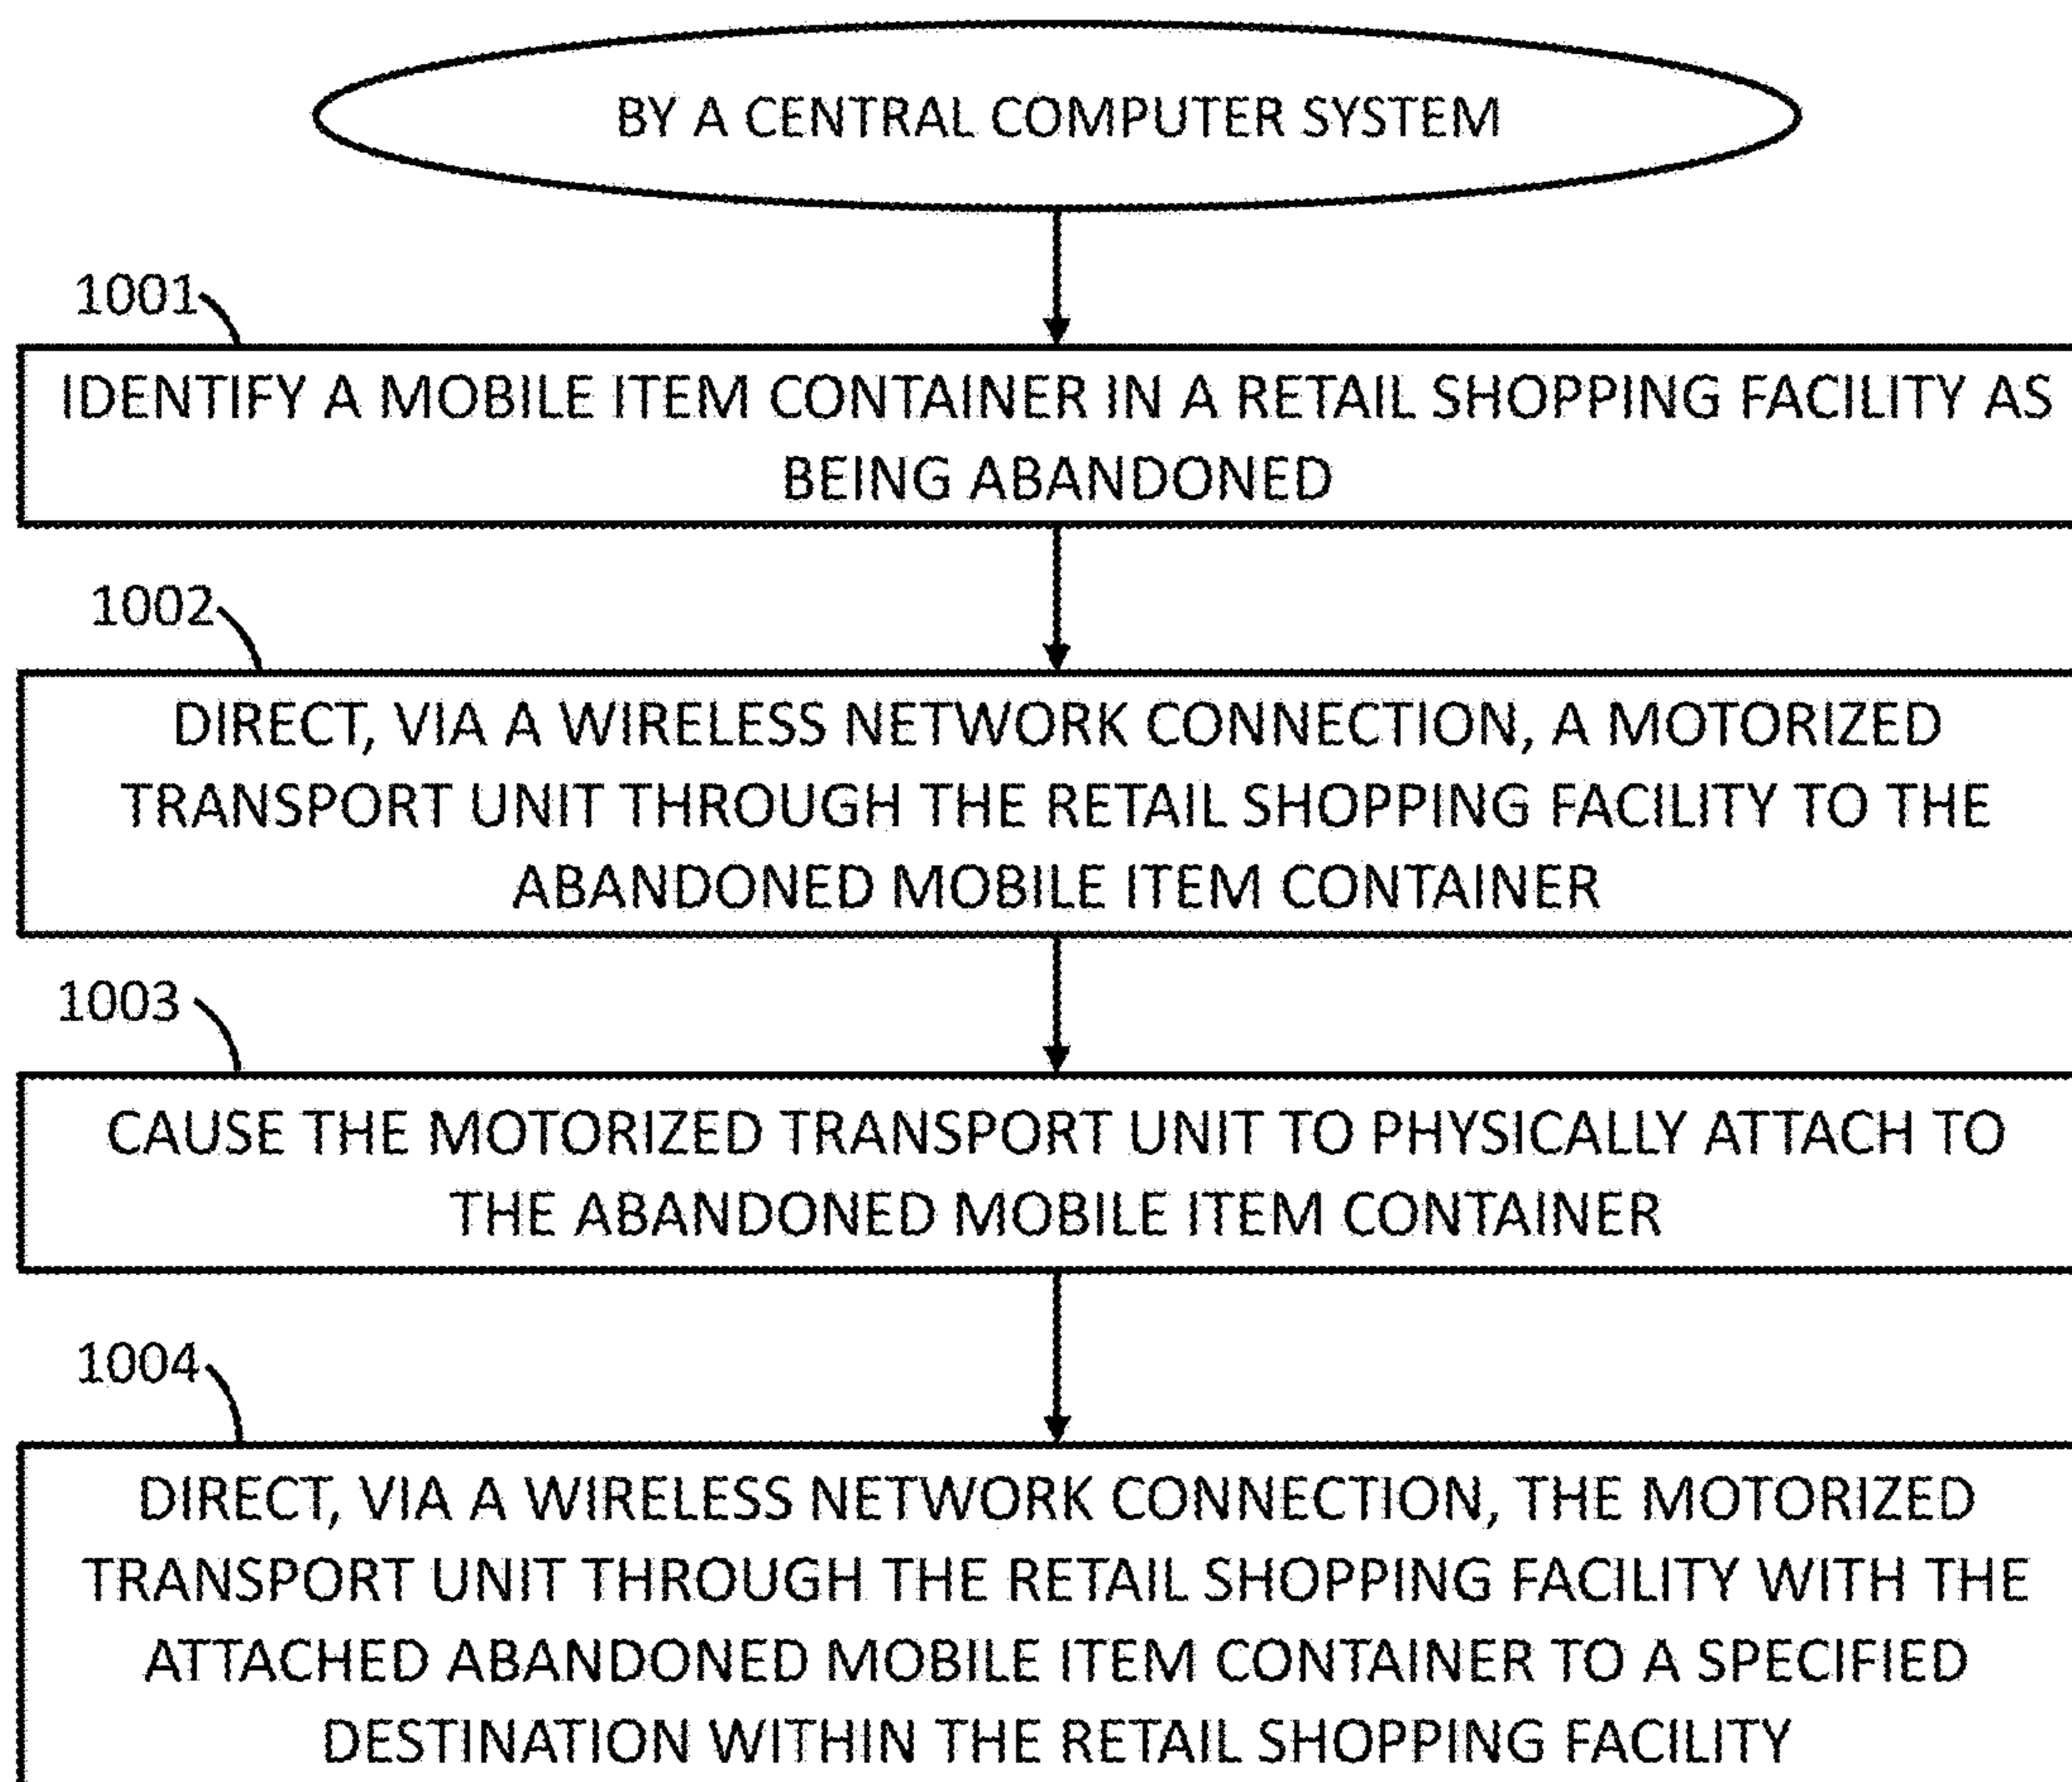 BY A CENTRAL COMPUTER SYSTEM
1001
IDENTIFY A MOBILE ITEM CONTAINER IN A RETAIL SHOPPING FACILITY AS
BEING ABANDONED
1002
DIRECT, VIA A WIRELESS NETWORK CONNECTION, A MOTORIZED
TRANSPORT UNIT THROUGH THE RETAIL SHOPPING FACILITY TO THE
ABANDONED MOBILE ITEM CONTAINER
1003
CAUSE THE MOTORIZED TRANSPORT UNIT TO PHYSICALLY ATTACH TO
THE ABANDONED MOBILE ITEM CONTAINER
1004
DIRECT, VIA A WIRELESS NETWORK CONNECTION, THE MOTORIZED
TRANSPORT UNIT THROUGH THE RETAIL SHOPPING FACILITY WITH THE
ATTACHED ABANDONED MOBILE ITEM CONTAINER TO A SPECIFIED
DESTINATION WITHIN THE RETAIL SHOPPING FACILITY